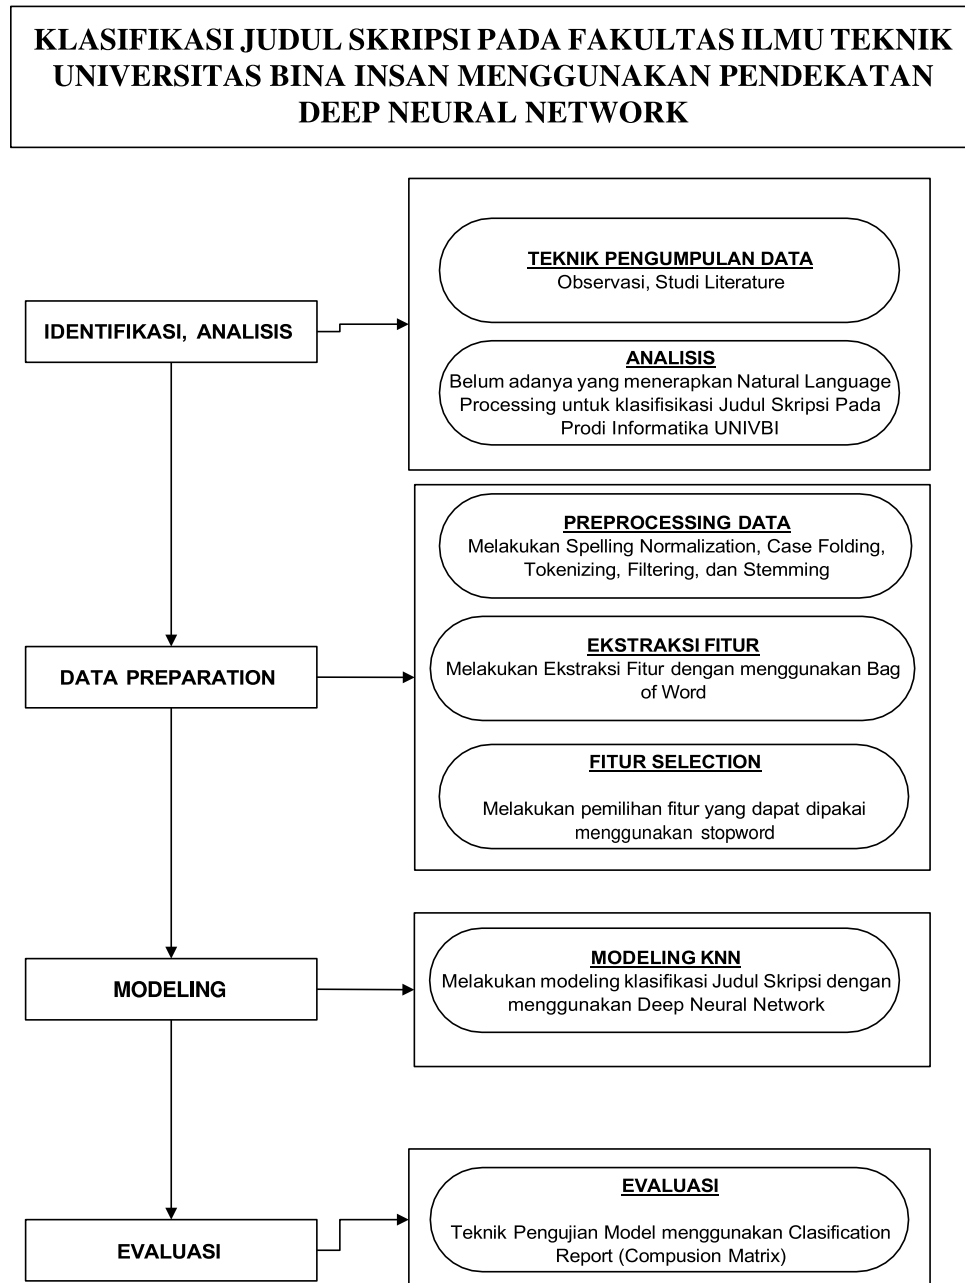 KLASIFIKASI JUDUL SKRIPSI PADA FAKULTAS ILMU TEKNIK
UNIVERSITAS BINA INSAN MENGGUNAKAN PENDEKATAN
DEEP NEURAL NETWORK
IDENTIFIKASI, ANALISIS
TEKNIK PENGUMPULAN DATA
Observasi, Studi Literature
ANALISIS
Belum adanya yang menerapkan Natural Language
Processing untuk klasifisikasi Judul Skripsi Pada
Prodi Informatika UNIVBI
DATA PREPARATION
PREPROCESSING DATA
Melakukan Spelling Normalization, Case Folding,
Tokenizing, Filtering, dan Stemming
EKSTRAKSI FITUR
Melakukan Ekstraksi Fitur dengan menggunakan Bag
of Word
FITUR SELECTION
Melakukan pemilihan fitur yang dapat dipakai
menggunakan stopword
MODELING
MODELING KNN
Melakukan modeling klasifikasi Judul Skripsi dengan
menggunakan Deep Neural Network
EVALUASI
EVALUASI
Teknik Pengujian Model menggunakan Clasification
Report (Compusion Matrix)